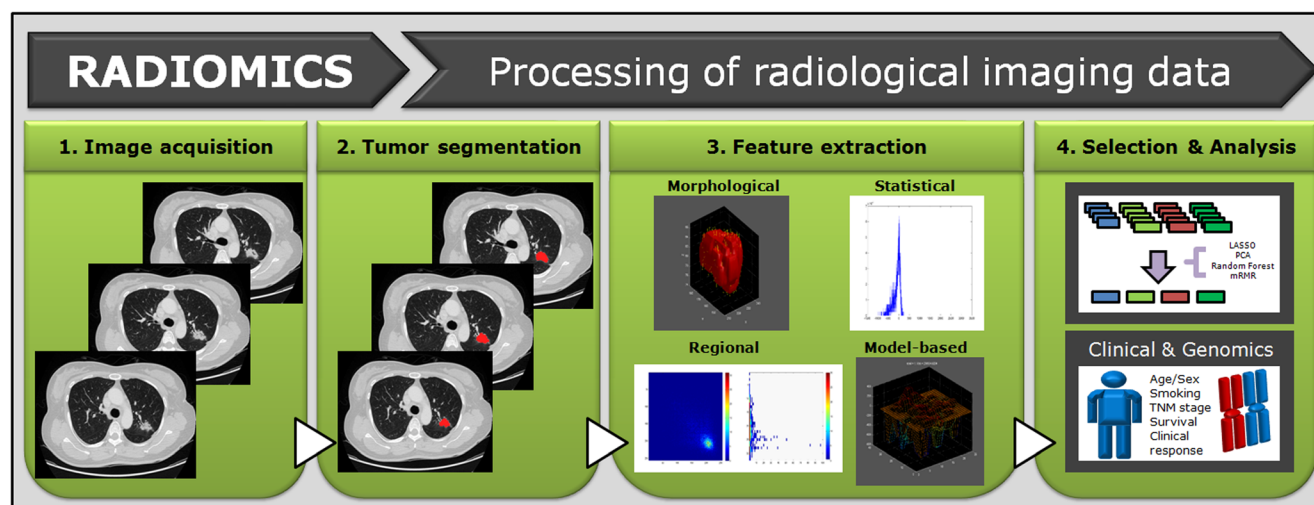 RADIOMICS
Processing of radiological imaging data
1. Image acquisition
2. Tumor segmentation
3. Feature extraction
4. Selection & Analysis
Morphological
Statistical
Regional
Model-based
LASSO
PCA
Random Forest
mRMR
Clinical & Genomics
Age/Sex
Smoking
TNM stage
Survival
Clinical
response